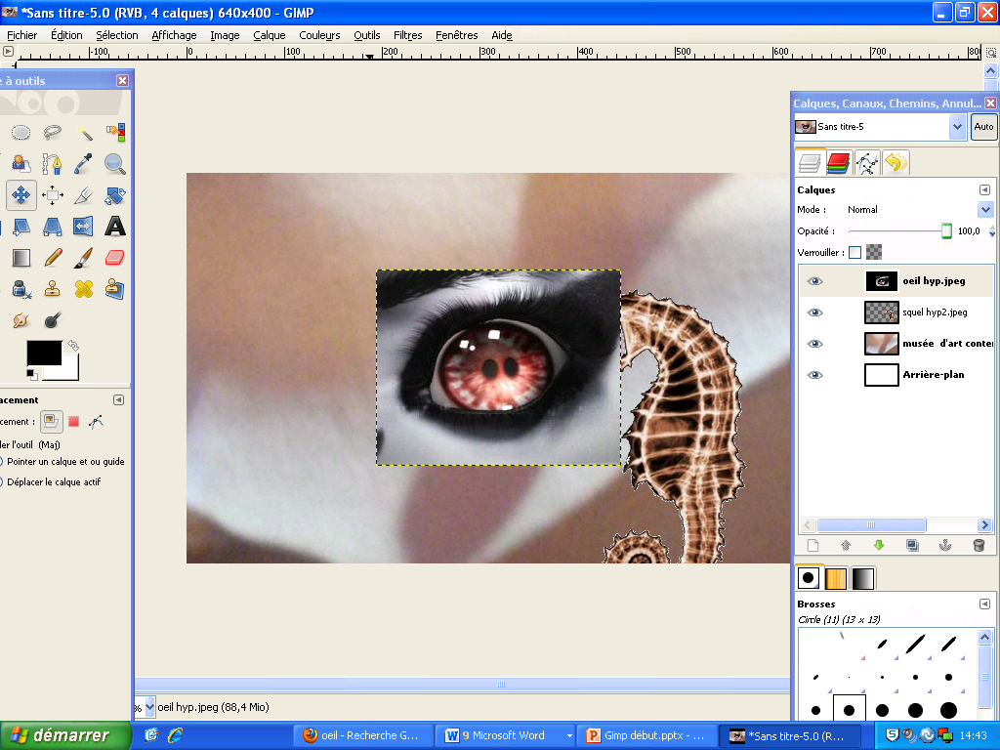 *Sans titre-5.0 (RVB, 4 calques) 640x400 - GIMP
Fichier Édition Sélection Affichage Image Calque Couleurs Outils Filtres Fenêtres Aide
-100 0 100 200 300 400 500 600 700 80
e à outils
Calques, Canaux, Chemins, Annul...
Sans titre-5 Auto
Calques
Mode : Normal
Opacité : 100,0
Verrouiller :
oeil hyp.jpeg
squel hyp2.jpeg
musée d'art conter
Arrière-plan
acement
cement :
ler l'outil (Maj)
Pointer un calque et ou guide
Déplacer le calque actif
Brosses
Circle (11) (13 x 13)
% oeil hyp.jpeg (88,4 Mio)
démarrer
oeil - Recherche G...
9 Microsoft Word
Gimp début.pptx - ...
*Sans titre-5.0 (R...
14:43